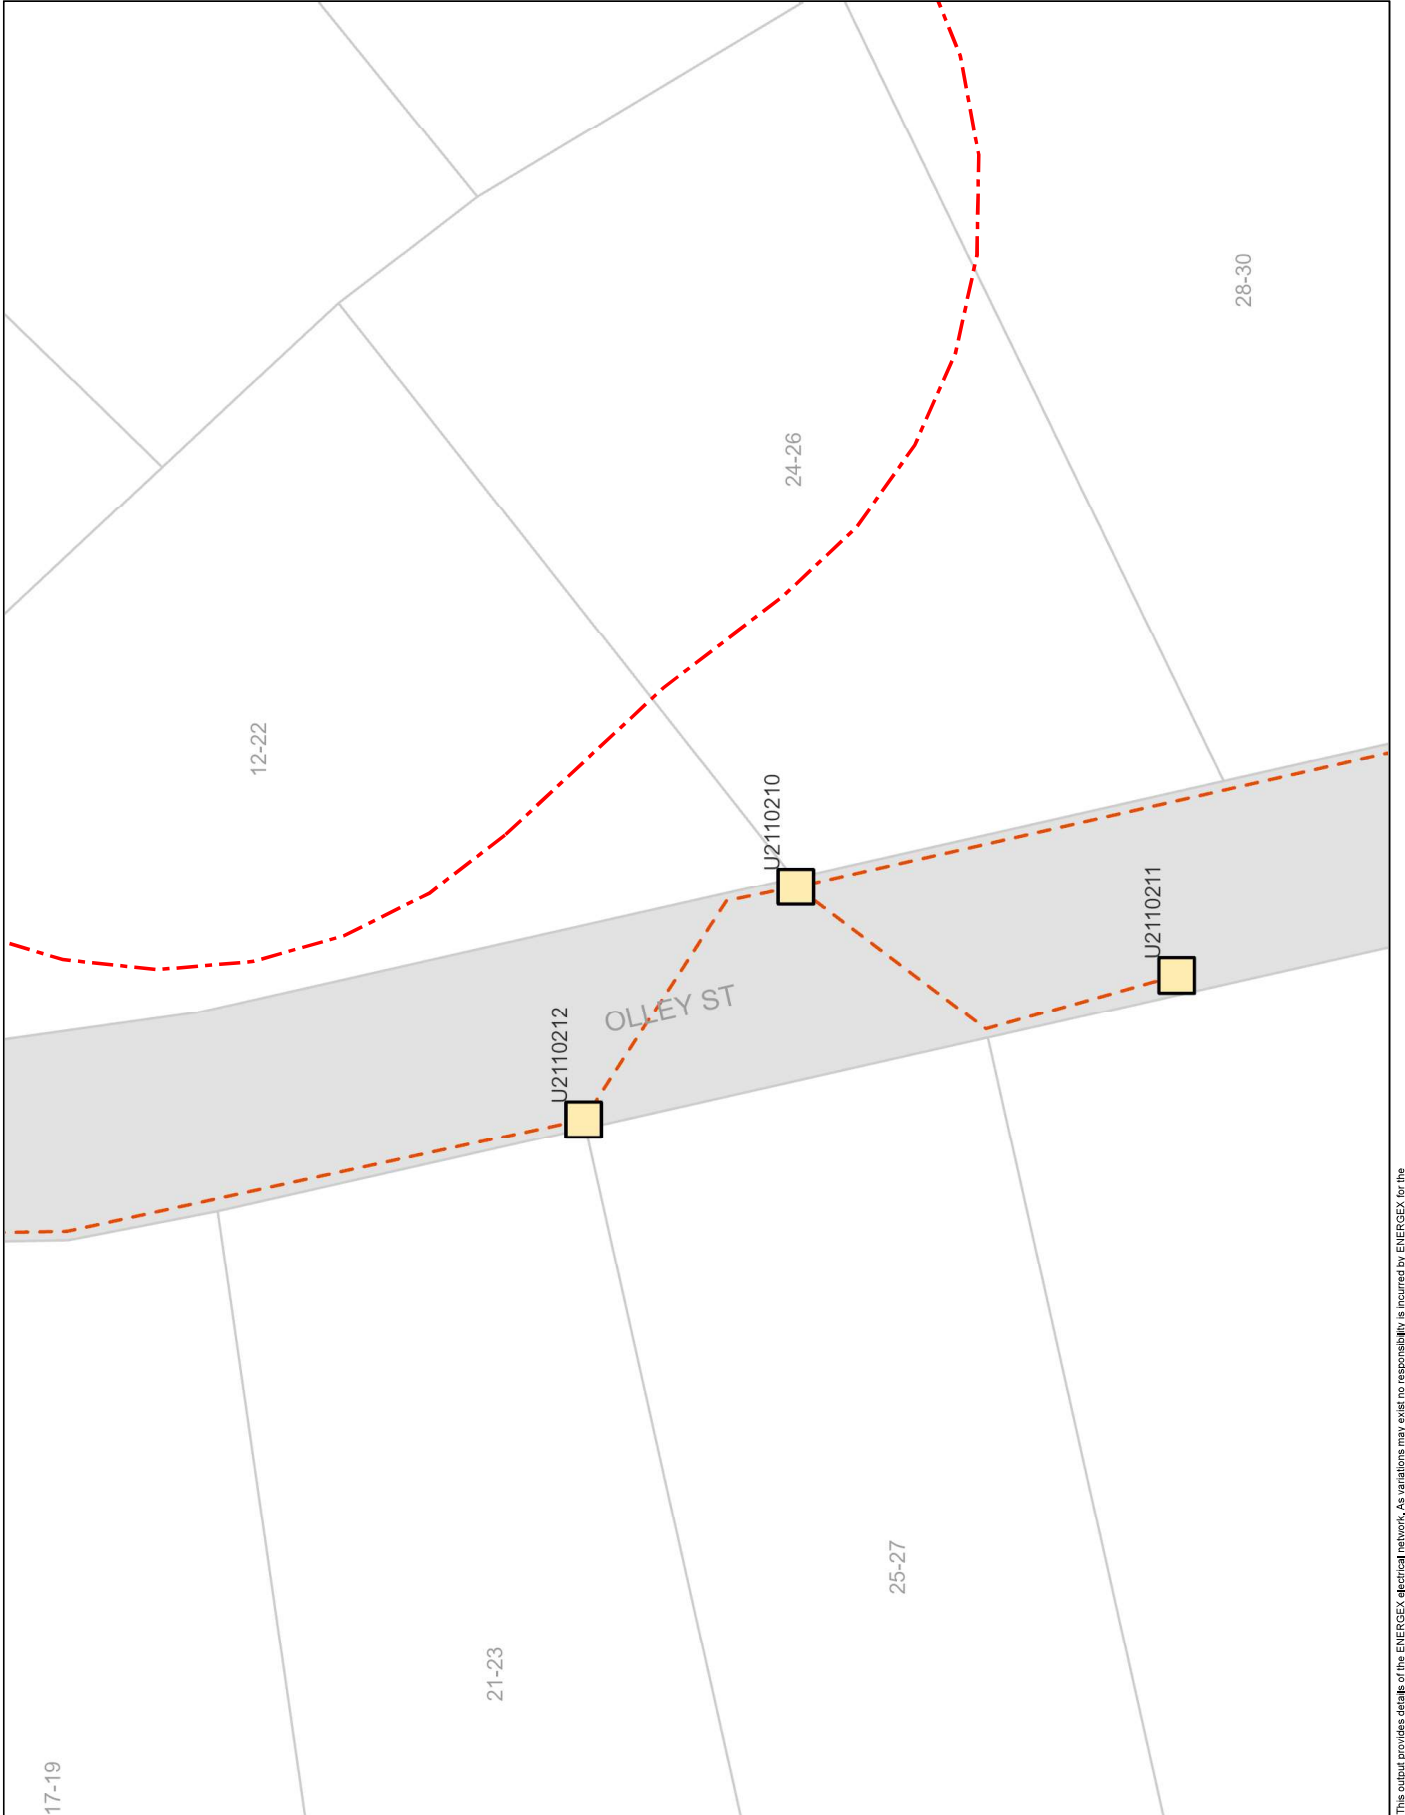 28-30
24-26
12-22
U2110210
U2110211
OLLEY ST
U2110212
25-27
21-23
17-19
This output provides details of the ENERGEX electrical network. As variations may exist no responsibility is incurred by ENERGEX for the